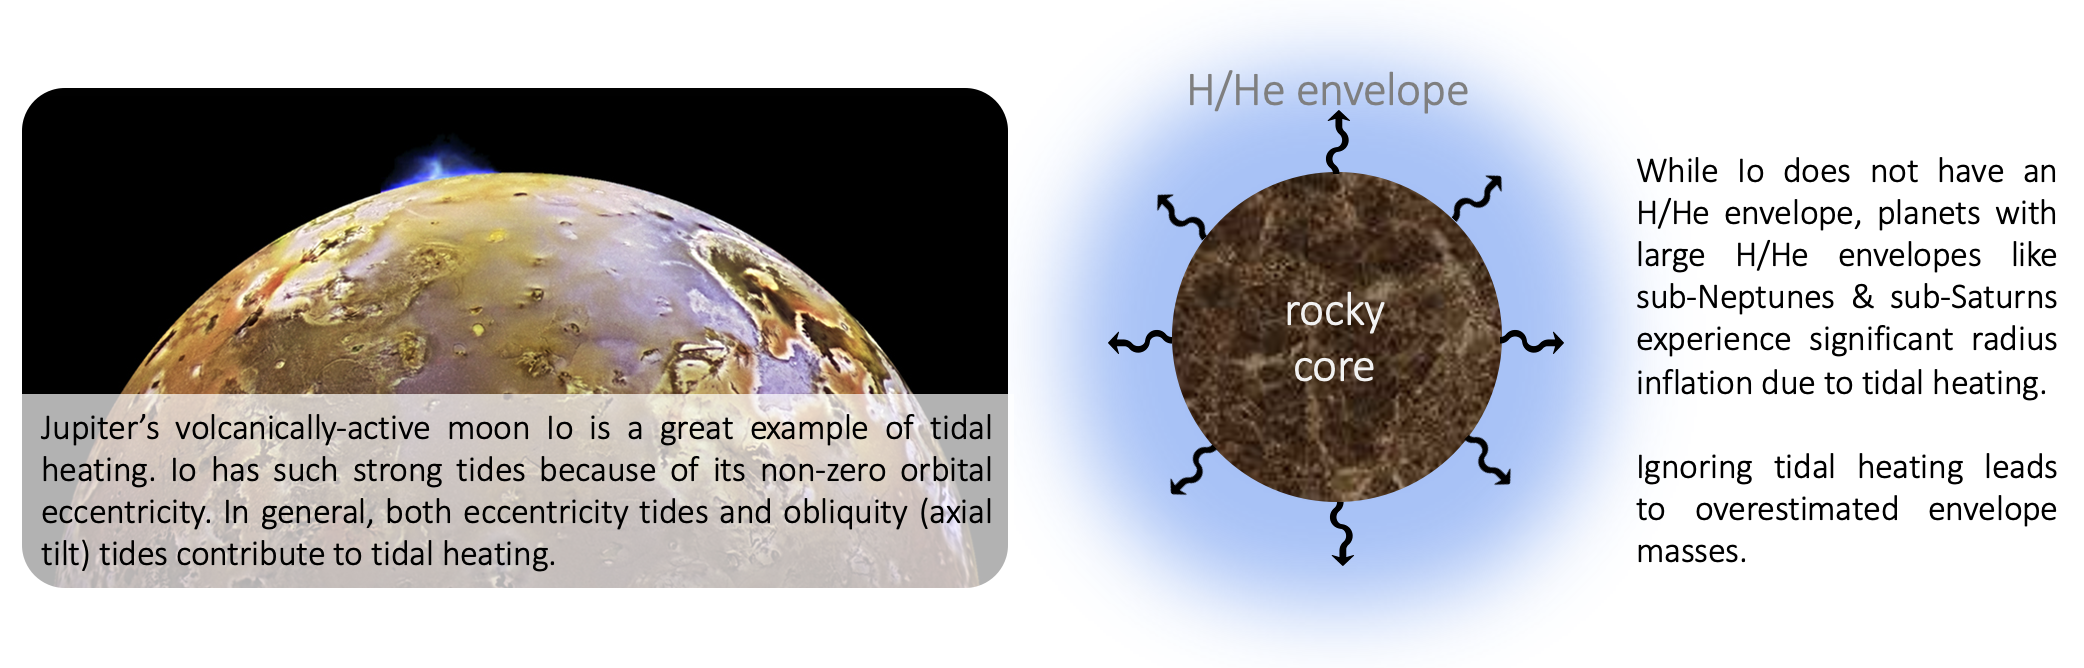 Jupiter’s volcanically-active moon Io is a great example of tidal
heating. Io has such strong tides because of its non-zero orbital
eccentricity. In general, both eccentricity tides and obliquity (axial
tilt) tides contribute to tidal heating.
H/He envelope
rocky
core
While Io does not have an
H/He envelope, planets with
large H/He envelopes like
sub-Neptunes & sub-Saturns
experience significant radius
inflation due to tidal heating.
Ignoring tidal heating leads
to overestimated envelope
masses.